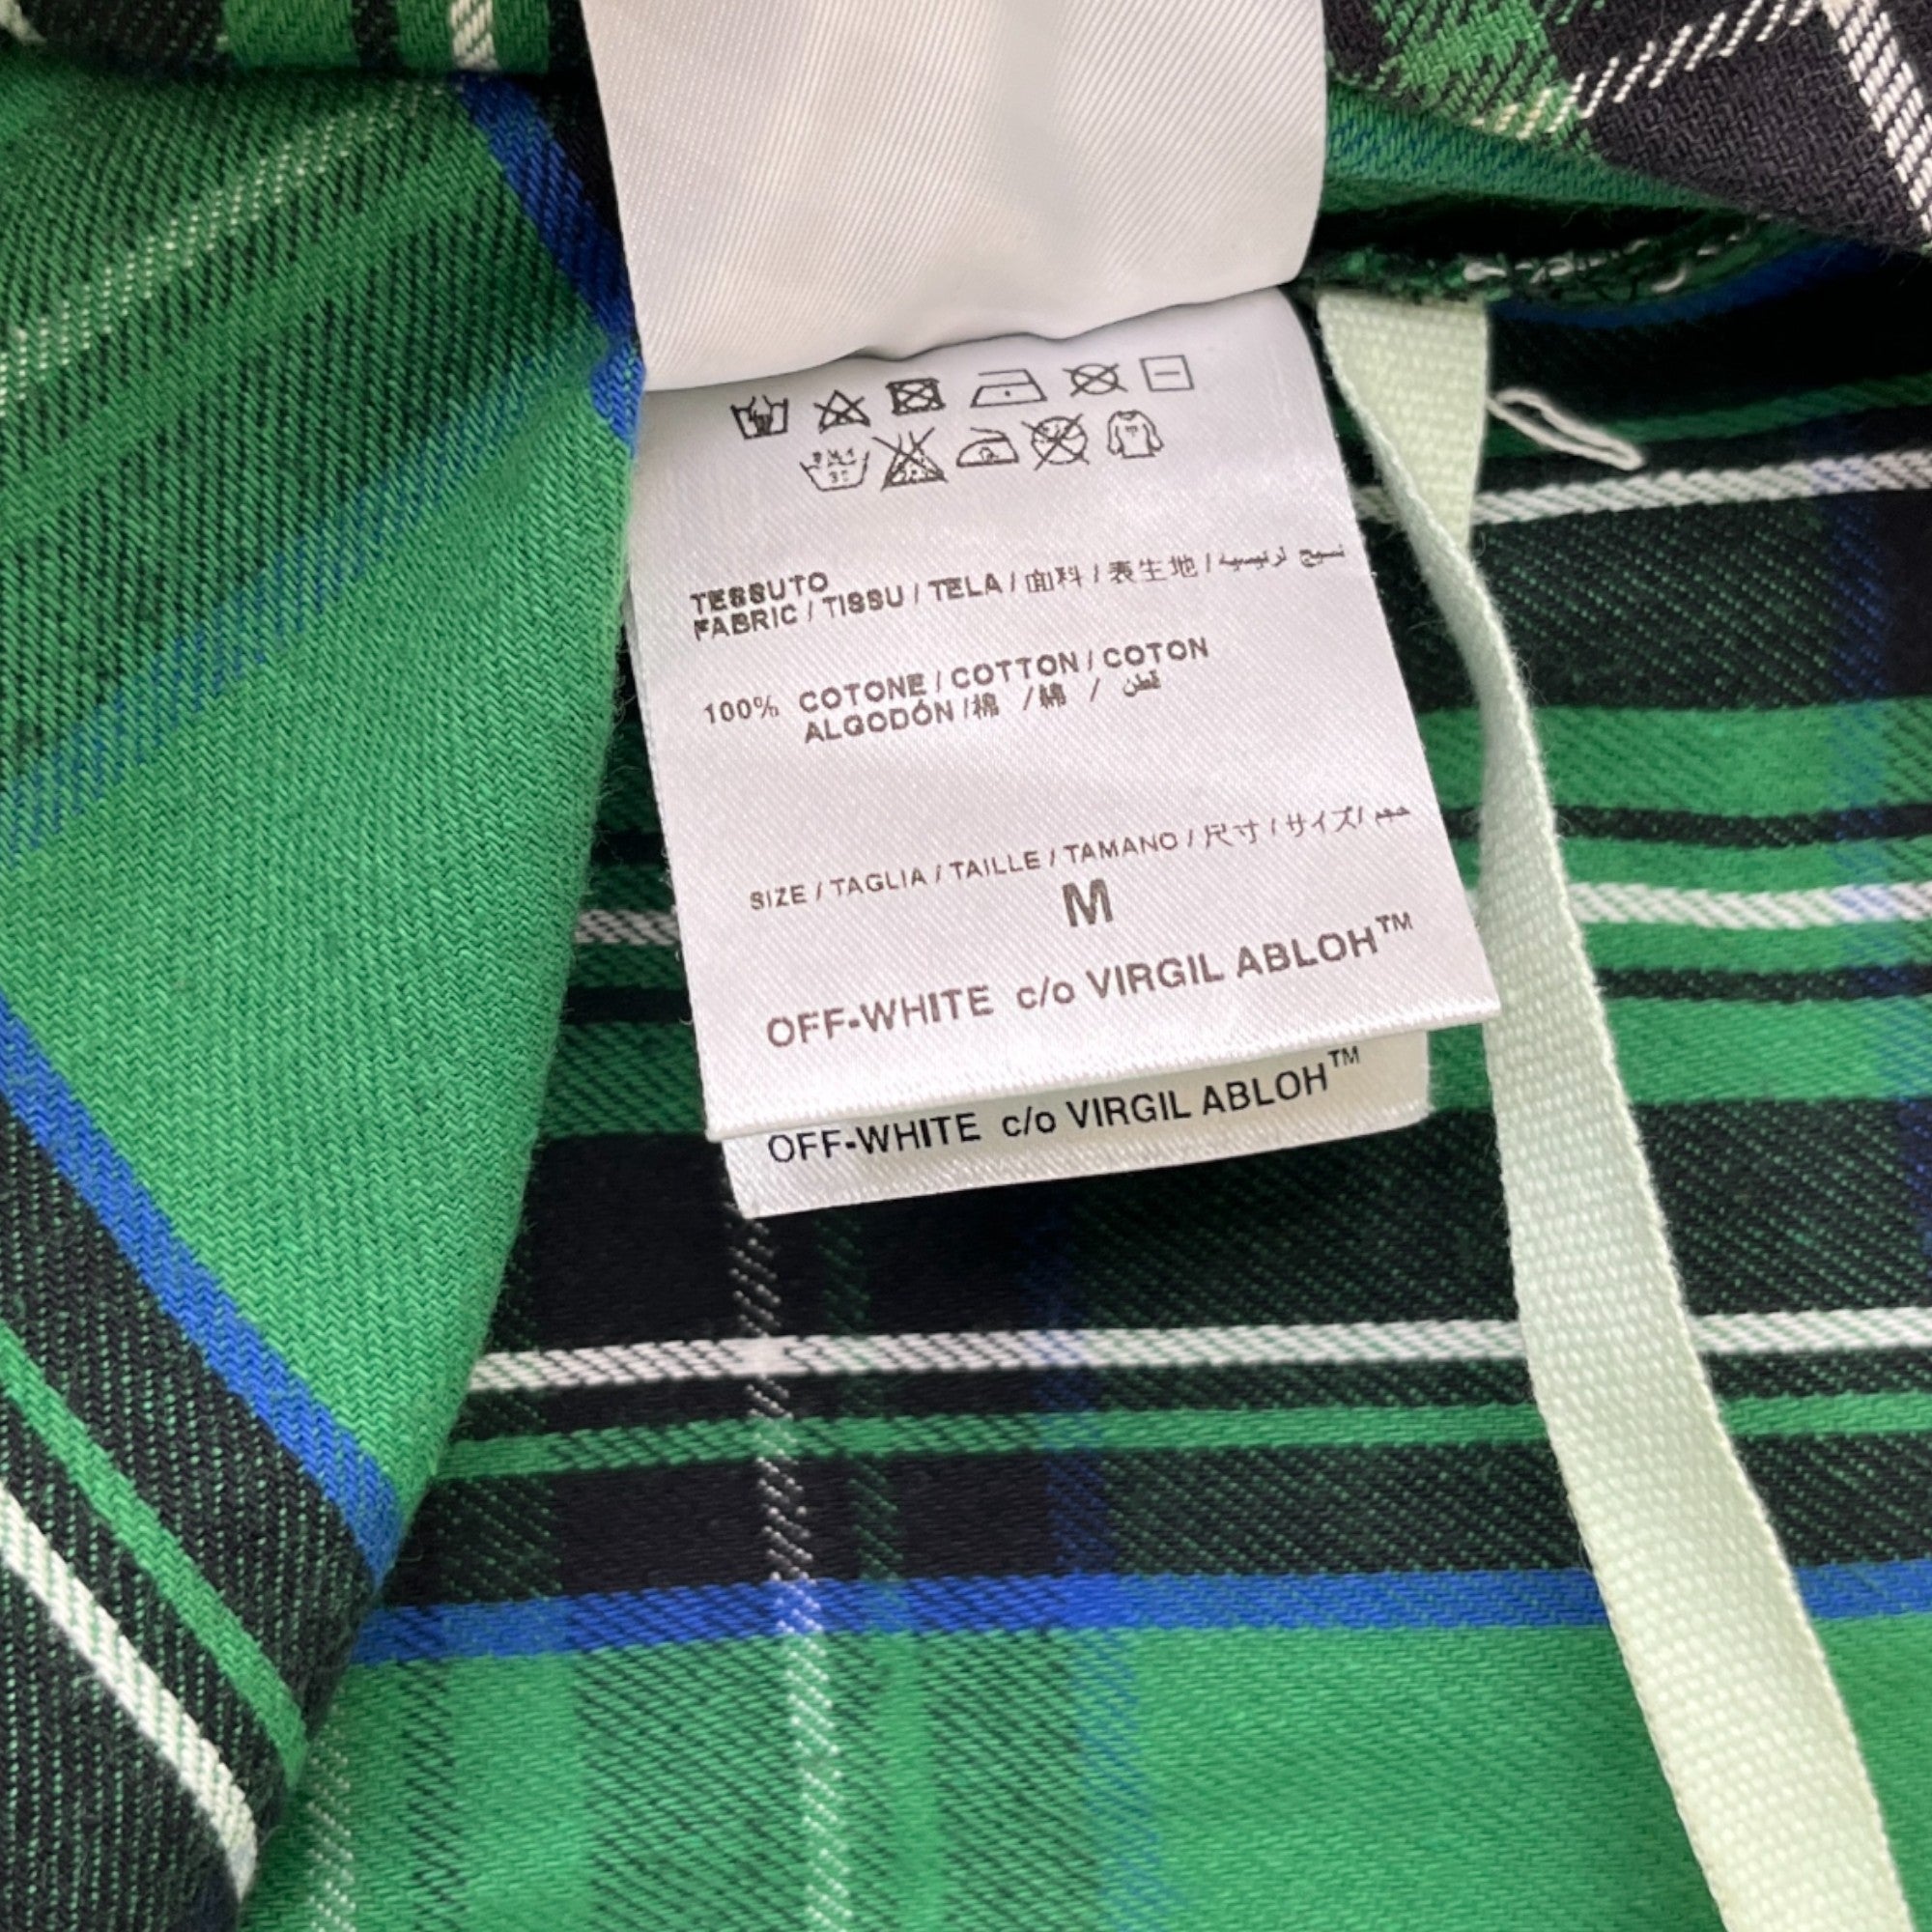 TESSUTO
FABRIC / TISSU / TELA / 面料 / 表生地 / نسيج لرئيسية
100% COTONE / COTTON / COTON
ALGODÓN / 棉 / 綿 / قطن
SIZE / TAGLIA / TAILLE / TAMANO / 尺寸 / サイズ / حجم
M
OFF-WHITE c/o VIRGIL ABLOH™
OFF-WHITE c/o VIRGIL ABLOH™